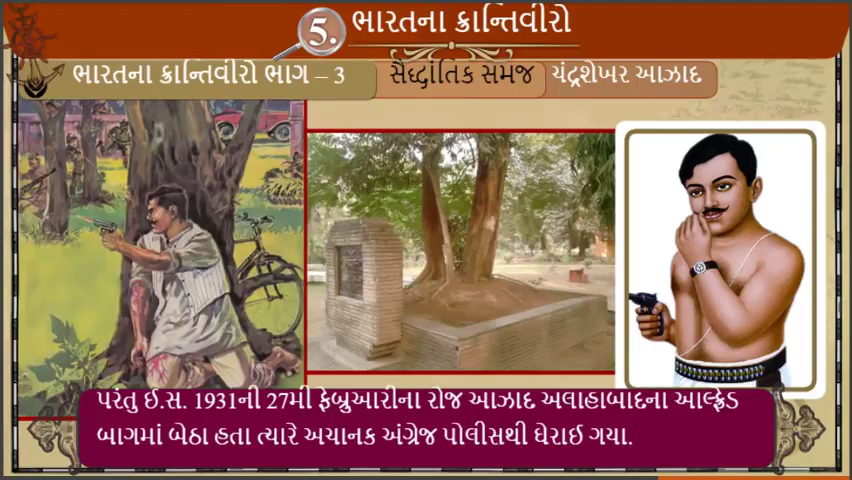 5. ભારતના ક્રાન્તિવીરો
ભારતના ક્રાન્તિવીરો ભાગ – 3 સૈદ્ધાંતિક સમજ ચંદ્રશેખર આઝાદ
પરંતુ ઈ.સ. 1931ની 27મી ફેબ્રુઆરીના રોજ આઝાદ અલાહાબાદના આલ્ફ્રેડ
બાગમાં બેઠા હતા ત્યારે અચાનક અંગ્રેજ પોલીસથી ઘેરાઈ ગયા.